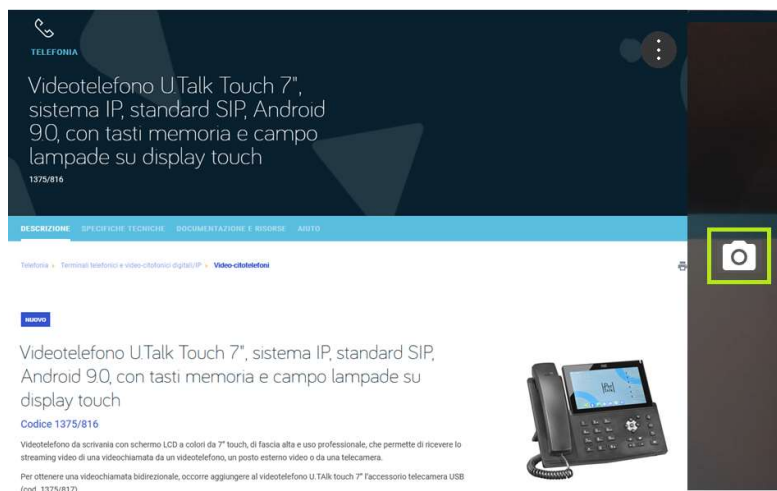 TELEFONIA
Videotelefono U.Talk Touch 7",
sistema IP, standard SIP, Android
9.0, con tasti memoria e campo
lampade su display touch
1375/816
DESCRIZIONE SPECIFICHE TECNICHE DOCUMENTAZIONE E RISORSE AIUTO
Telefonia › Terminali telefonici e video-citofonici digitali/IP › Video-citotelefoni
NUOVO
Videotelefono U.Talk Touch 7", sistema IP, standard SIP,
Android 9.0, con tasti memoria e campo lampade su
display touch
Codice 1375/816
Videotelefono da scrivania con schermo LCD a colori da 7" touch, di fascia alta e uso professionale, che permette di ricevere lo
streaming video di una videochiamata da un videotelefono, un posto esterno video o da una telecamera.
Per ottenere una videochiamata bidirezionale, occorre aggiungere al videotelefono U.TAlk touch 7" l'accessorio telecamera USB
(cod. 1375/817)